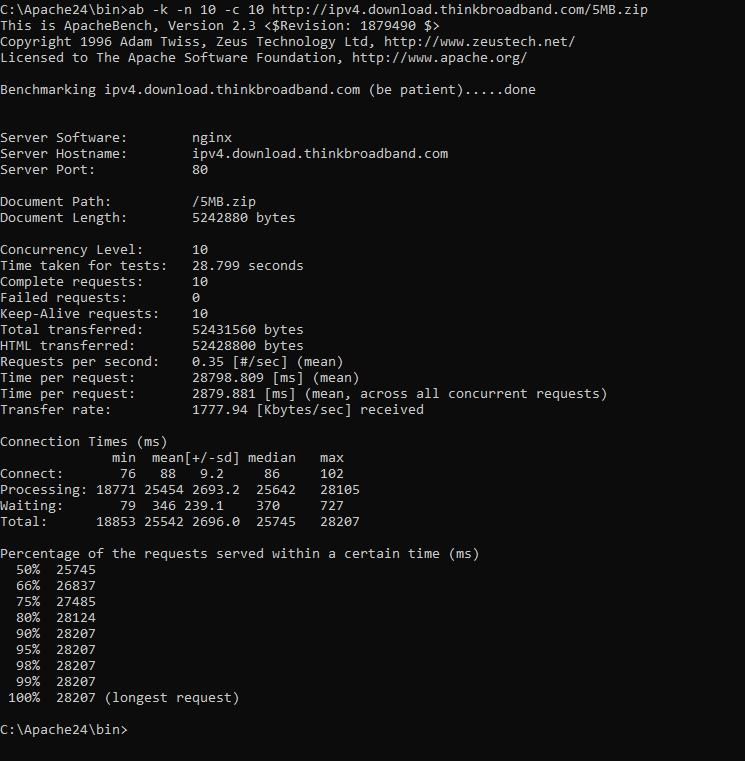 C:\Apache24\bin>ab -k -n 10 -c 10 http://ipv4.download.thinkbroadband.com/5MB.zip
This is ApacheBench, Version 2.3 <$Revision: 1879490 $>
Copyright 1996 Adam Twiss, Zeus Technology Ltd, http://www.zeustech.net/
Licensed to The Apache Software Foundation, http://www.apache.org/

Benchmarking ipv4.download.thinkbroadband.com (be patient).....done


Server Software:        nginx
Server Hostname:        ipv4.download.thinkbroadband.com
Server Port:            80

Document Path:          /5MB.zip
Document Length:        5242880 bytes

Concurrency Level:      10
Time taken for tests:   28.799 seconds
Complete requests:      10
Failed requests:        0
Keep-Alive requests:    10
Total transferred:      52431560 bytes
HTML transferred:       52428800 bytes
Requests per second:    0.35 [#/sec] (mean)
Time per request:       28798.809 [ms] (mean)
Time per request:       2879.881 [ms] (mean, across all concurrent requests)
Transfer rate:          1777.94 [Kbytes/sec] received

Connection Times (ms)
              min  mean[+/-sd] median   max
Connect:       76   88   9.2     86     102
Processing: 18771 25454 2693.2  25642   28105
Waiting:       79  346 239.1    370     727
Total:      18853 25542 2696.0  25745   28207

Percentage of the requests served within a certain time (ms)
  50%  25745
  66%  26837
  75%  27485
  80%  28124
  90%  28207
  95%  28207
  98%  28207
  99%  28207
 100%  28207 (longest request)

C:\Apache24\bin>